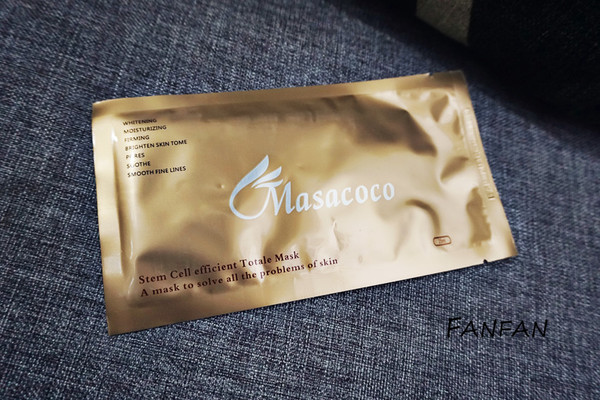 WHITENING
MOISTURIZING
FIRMING
BRIGHTEN SKIN TOME
PORES
SOOTHE
SMOOTH FINE LINES
Masacoco
Stem Cell efficient Totale Mask
A mask to solve all the problems of skin
FANFAN